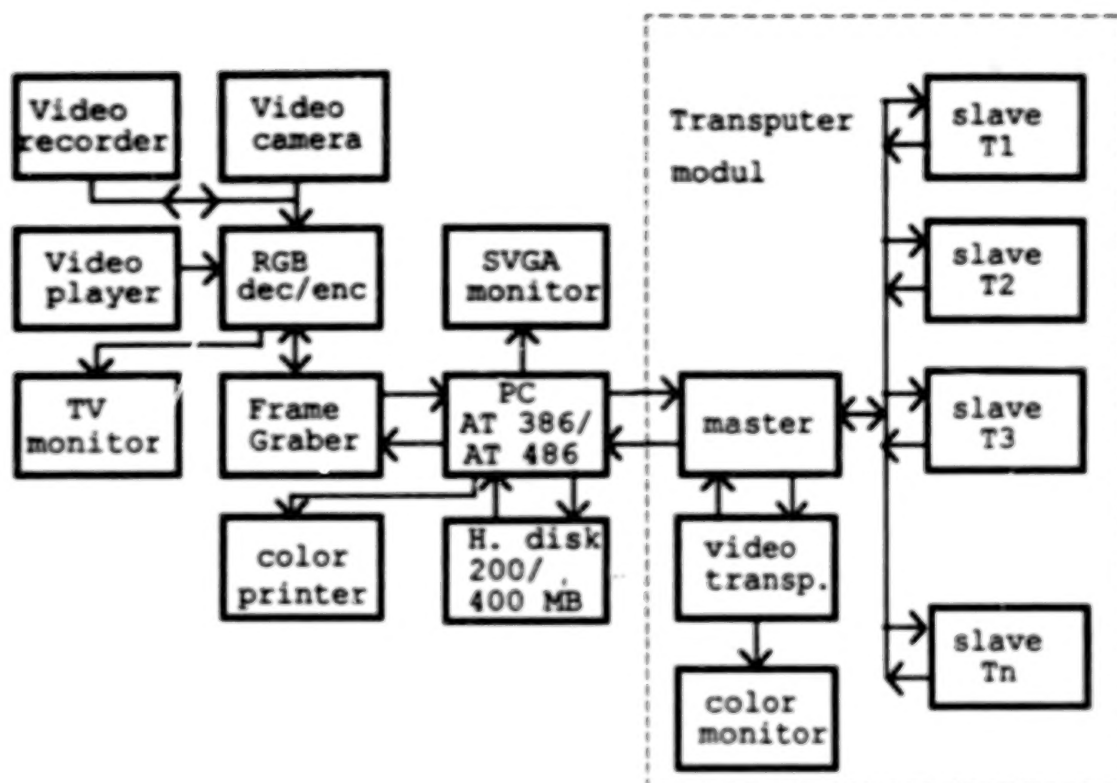 Video
recorder
Video
camera
Transputer
modul
slave
T1
Video
player
RGB
dec/enc
SVGA
monitor
slave
T2
TV
monitor
Frame
Graber
PC
AT 386/
AT 486
master
slave
T3
color
printer
H. disk
200/
400 MB
video
transp.
slave
Tn
color
monitor